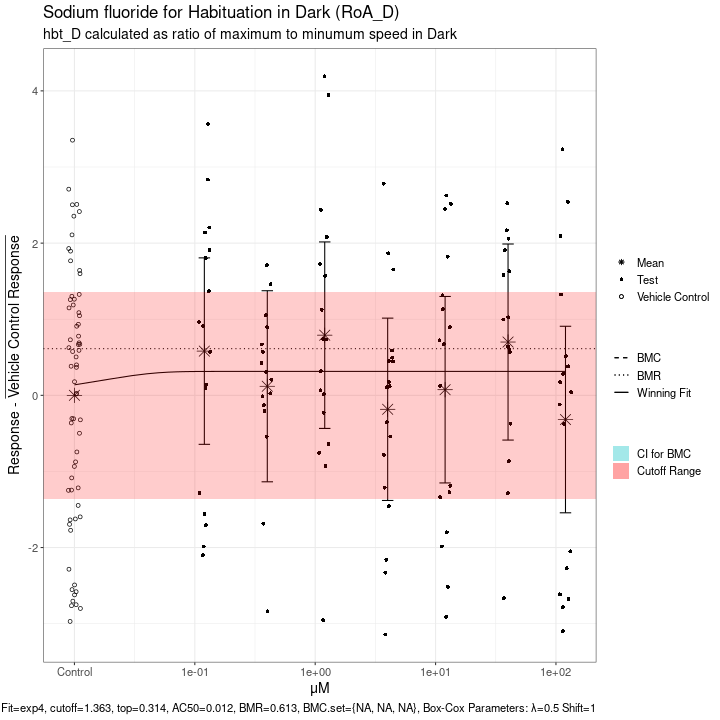 Sodium fluoride for Habituation in Dark (RoA_D)
hbt_D calculated as ratio of maximum to minumum speed in Dark
Response - Vehicle Control Response
4
2
0
-2
Control
1e-01
1e+00
1e+01
1e+02
μM
Mean
Test
Vehicle Control
BMC
BMR
Winning Fit
CI for BMC
Cutoff Range
Fit=exp4, cutoff=1.363, top=0.314, AC50=0.012, BMR=0.613, BMC.set={NA, NA, NA}, Box-Cox Parameters: λ=0.5 Shift=1